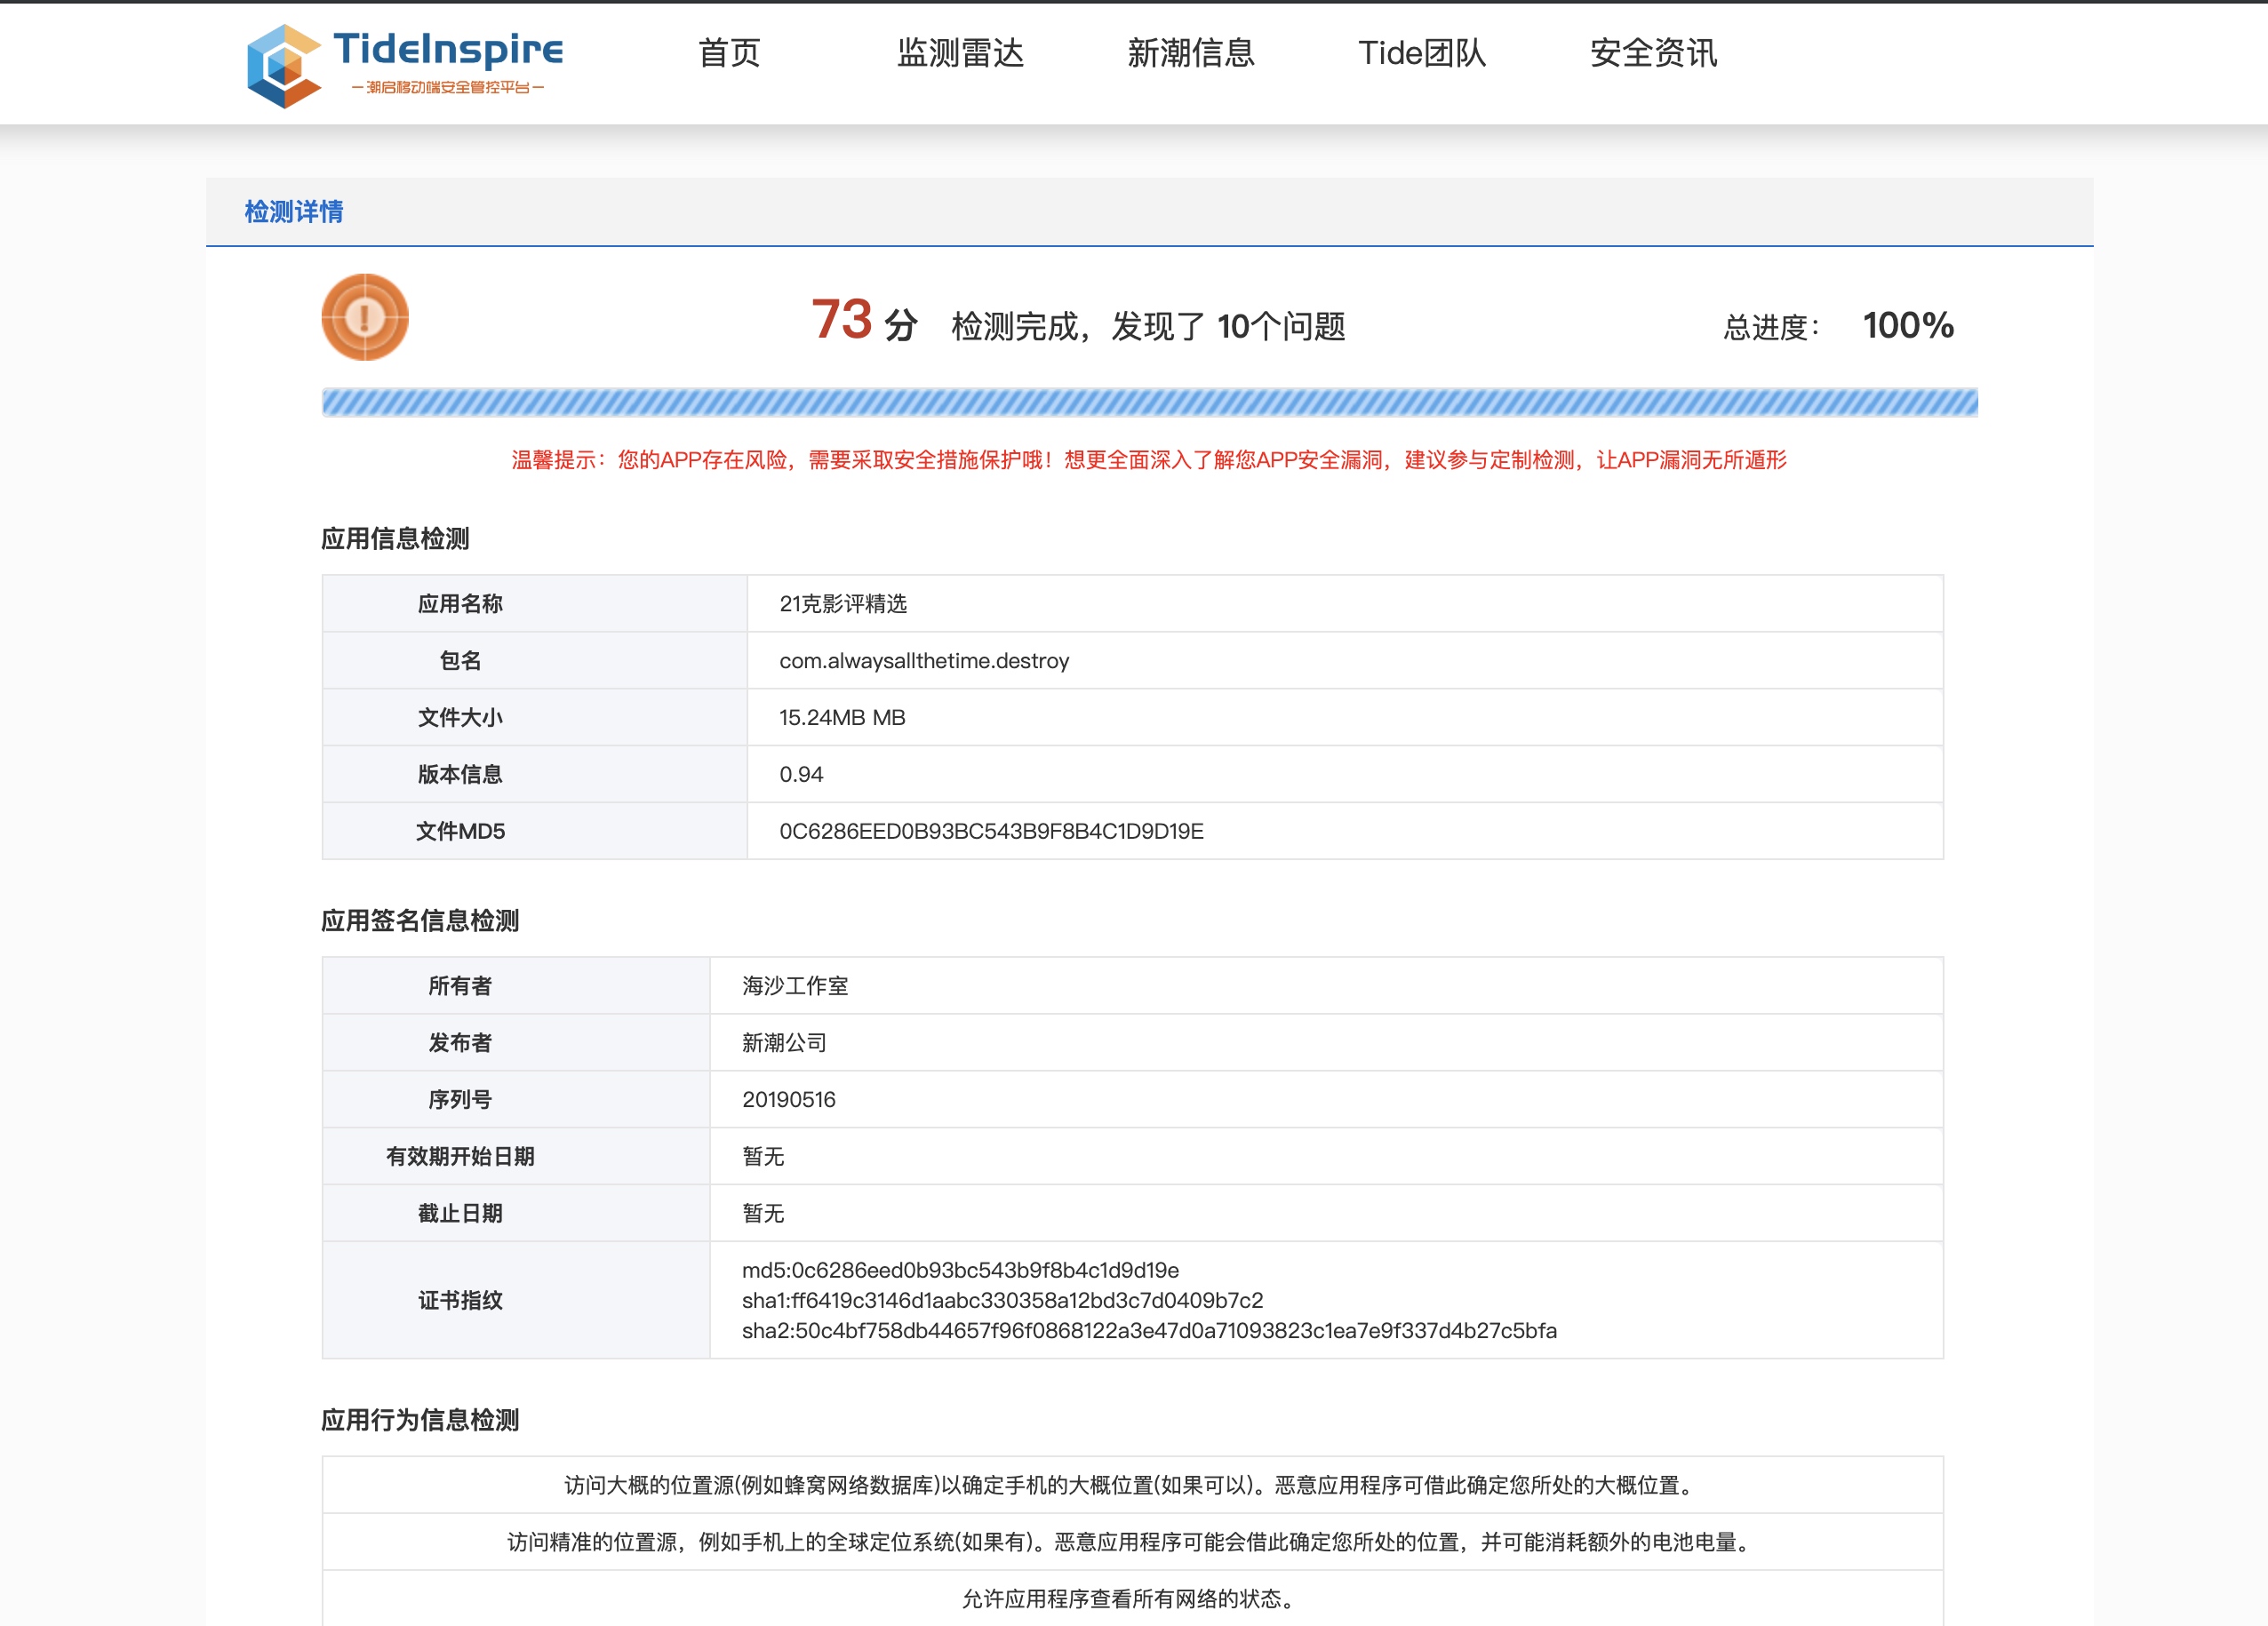 TideInspire
潮启移动端安全管控平台
首页
监测雷达
新潮信息
Tide团队
安全资讯
检测详情
73 分 检测完成，发现了 10个问题
总进度： 100%
温馨提示：您的APP存在风险，需要采取安全措施保护哦！想更全面深入了解您APP安全漏洞，建议参与定制检测，让APP漏洞无所遁形
应用信息检测
应用名称 21克影评精选
包名 com.alwaysallthetime.destroy
文件大小 15.24MB MB
版本信息 0.94
文件MD5 0C6286EED0B93BC543B9F8B4C1D9D19E
应用签名信息检测
所有者 海沙工作室
发布者 新潮公司
序列号 20190516
有效期开始日期 暂无
截止日期 暂无
证书指纹
md5:0c6286eed0b93bc543b9f8b4c1d9d19e
sha1:ff6419c3146d1aabc330358a12bd3c7d0409b7c2
sha2:50c4bf758db44657f96f0868122a3e47d0a71093823c1ea7e9f337d4b27c5bfa
应用行为信息检测
访问大概的位置源(例如蜂窝网络数据库)以确定手机的大概位置(如果可以)。恶意应用程序可借此确定您所处的大概位置。
访问精准的位置源，例如手机上的全球定位系统(如果有)。恶意应用程序可能会借此确定您所处的位置，并可能消耗额外的电池电量。
允许应用程序查看所有网络的状态。